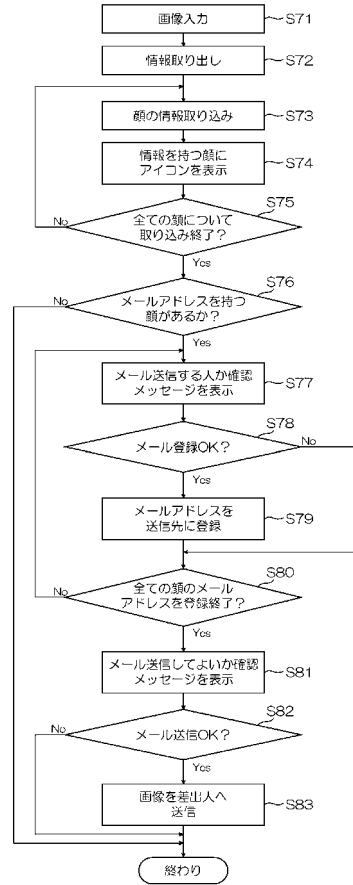 画像入力
S71
情報取り出し
S72
顔の情報取り込み
S73
情報を持つ顔に
アイコンを表示
S74
S75
No
全ての顔について
取り込み終了？
Yes
S76
No
メールアドレスを持つ
顔があるか？
Yes
メール送信する人か確認
メッセージを表示
S77
S78
メール登録OK？
No
Yes
メールアドレスを
送信先に登録
S79
S80
全ての顔のメール
アドレスを登録終了？
No
Yes
メール送信してよいか確認
メッセージを表示
S81
S82
No
メール送信OK？
Yes
画像を差出人へ
送信
S83
終わり